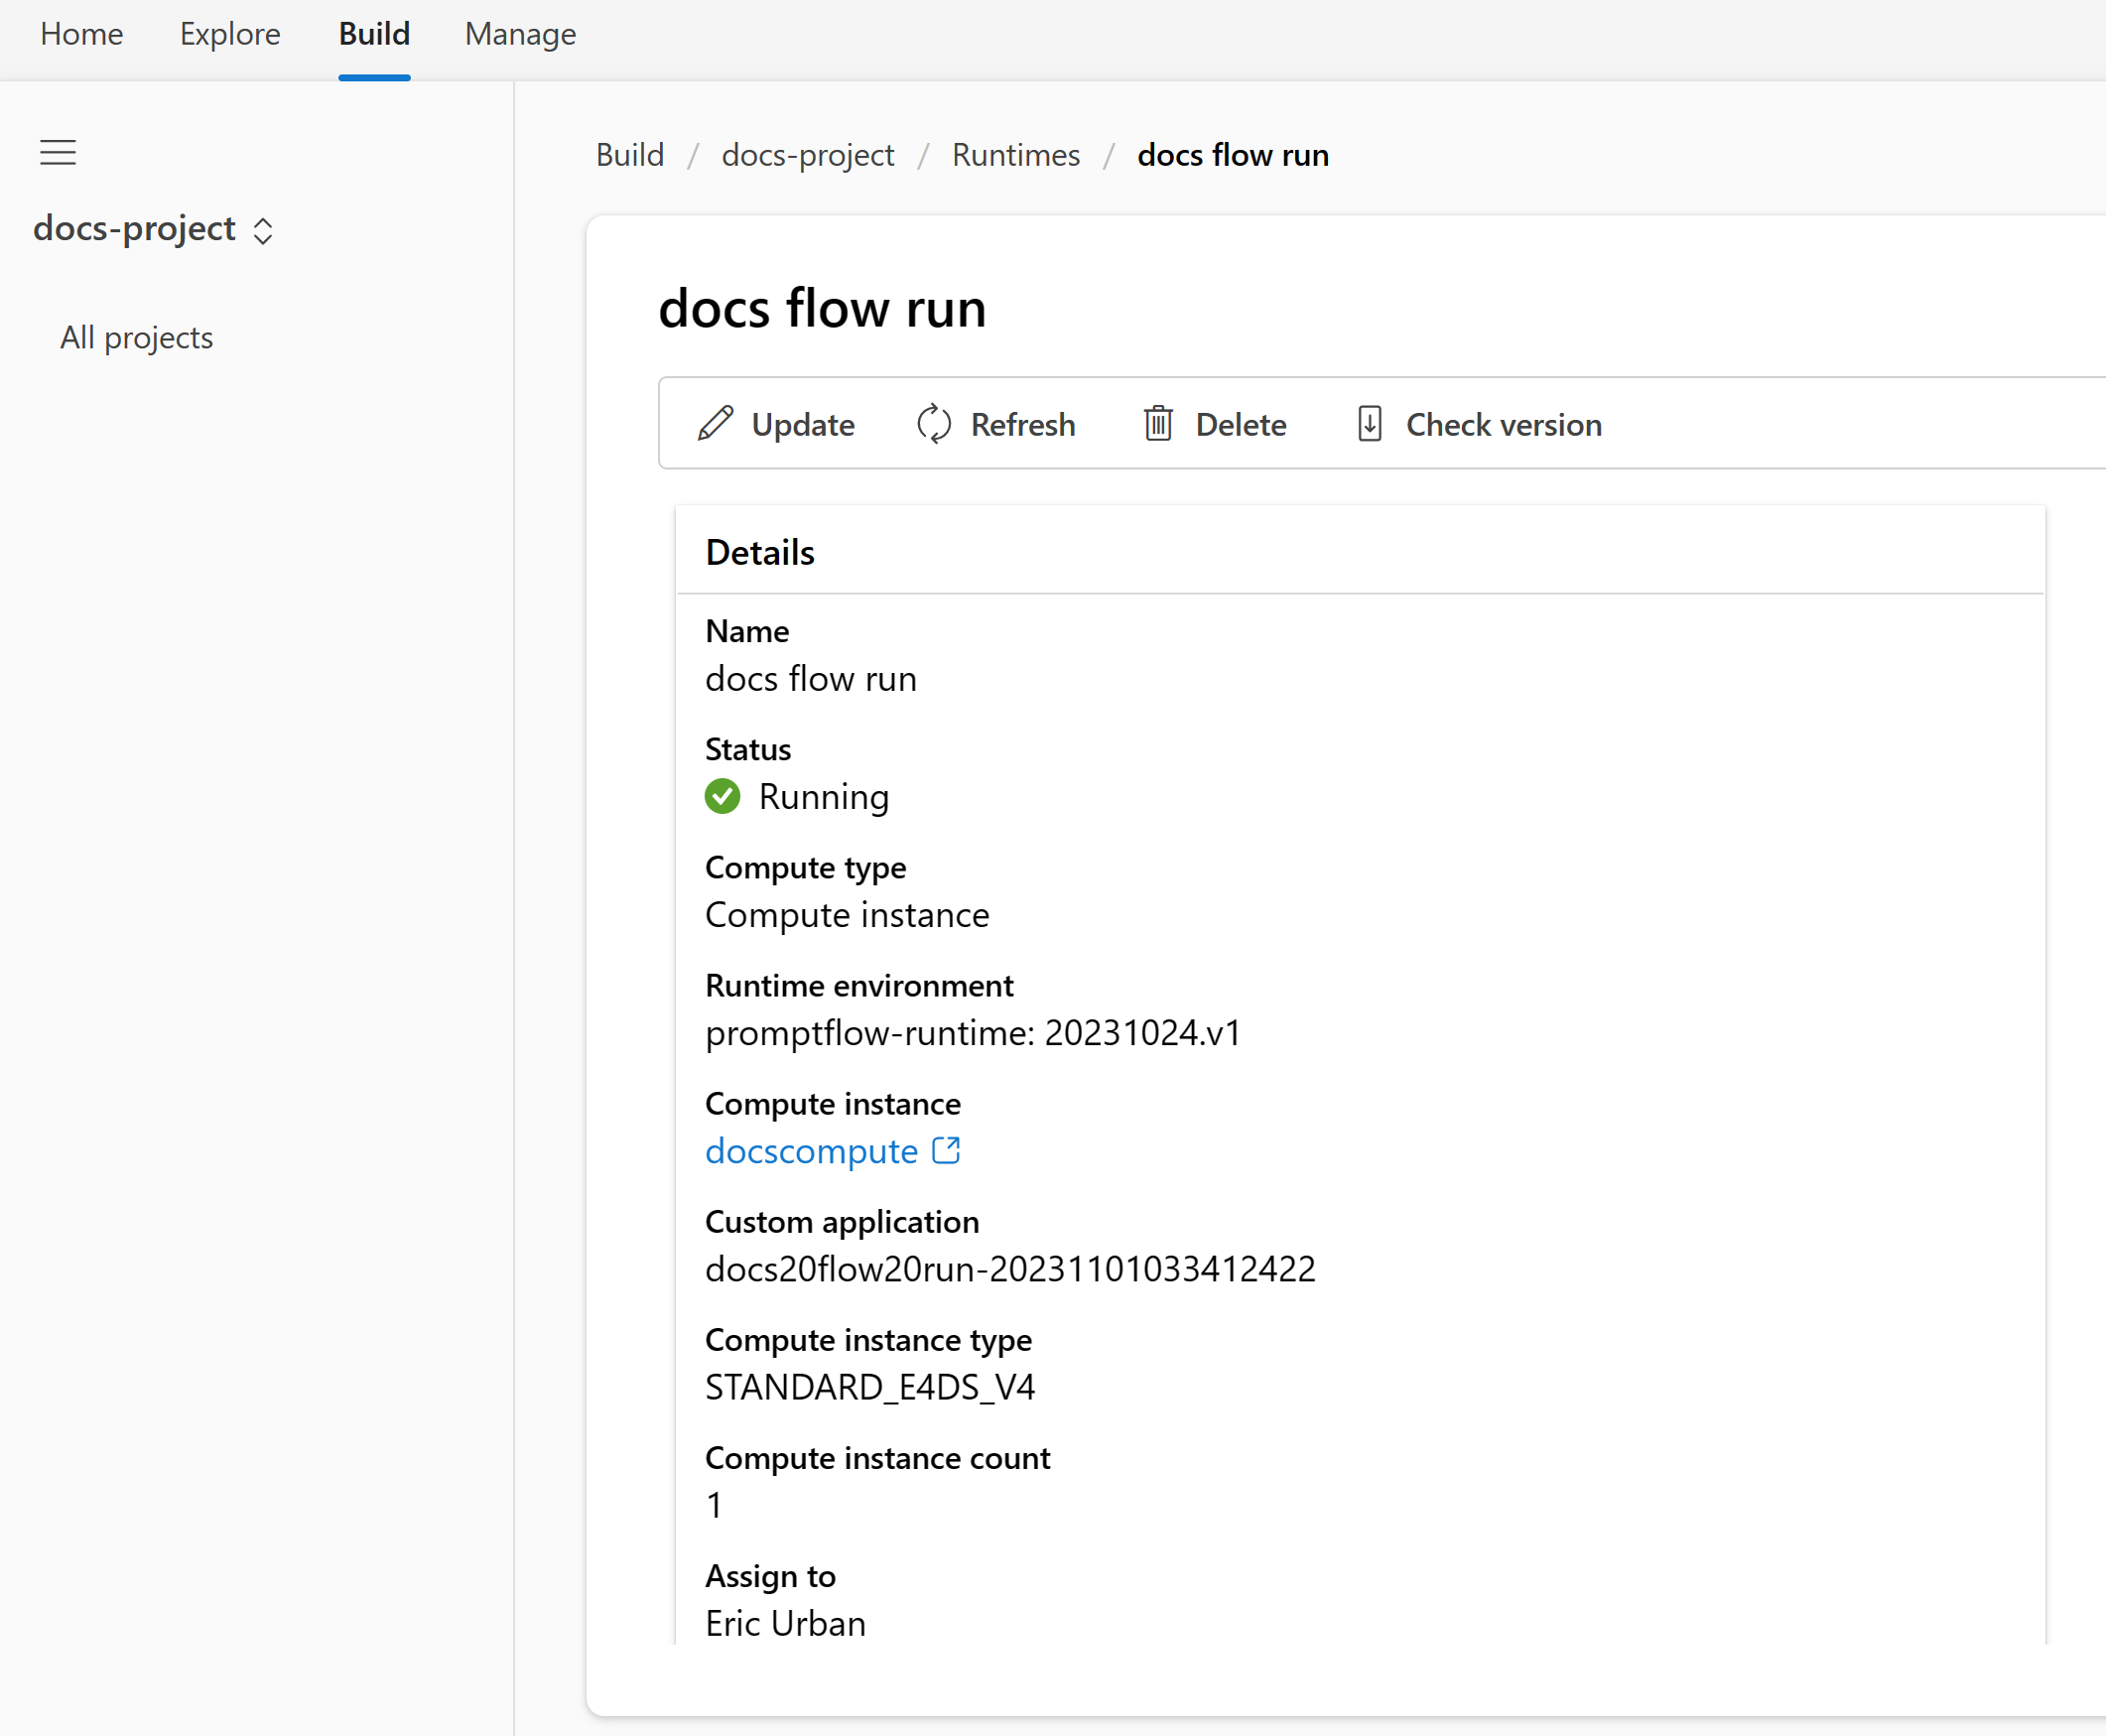 Home Explore Build Manage
docs-project
All projects
Build / docs-project / Runtimes / docs flow run
docs flow run
Update Refresh Delete Check version
Details
Name
docs flow run
Status
Running
Compute type
Compute instance
Runtime environment
promptflow-runtime: 20231024.v1
Compute instance
docscompute
Custom application
docs20flow20run-20231101033412422
Compute instance type
STANDARD_E4DS_V4
Compute instance count
1
Assign to
Eric Urban